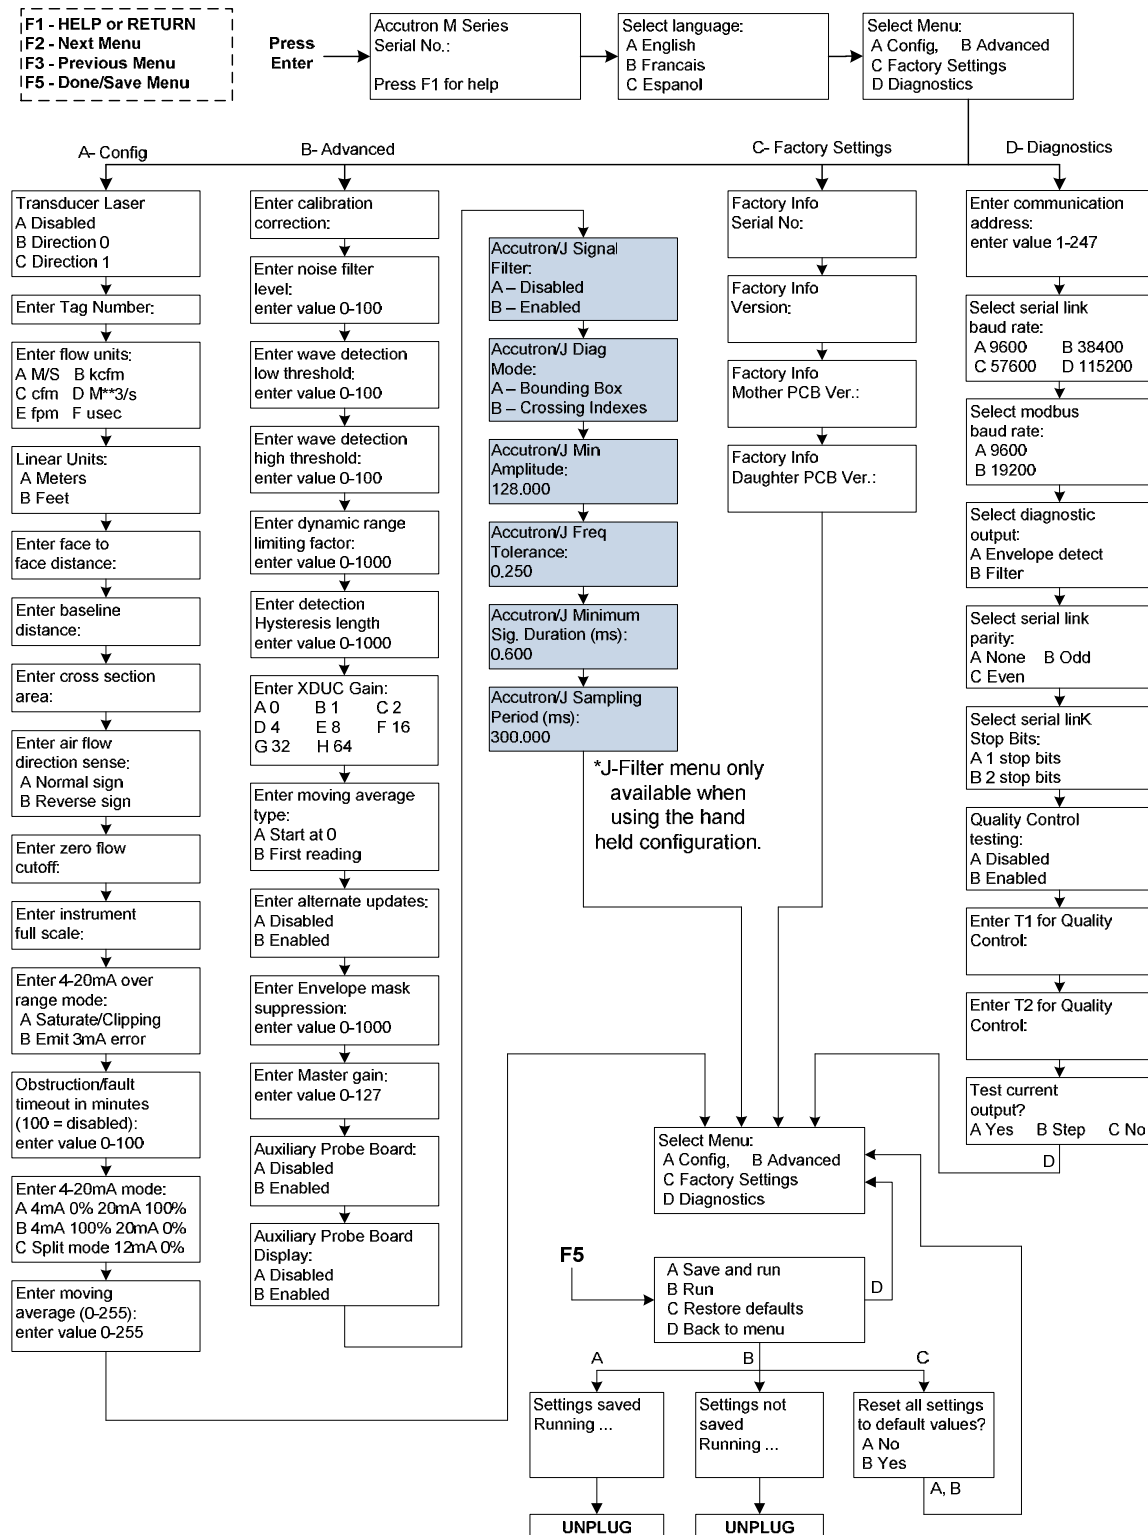 F1 - HELP or RETURN
F2 - Next Menu
F3 - Previous Menu
F5 - Done/Save Menu
Press
Enter
Accutron M Series
Serial No.:
Press F1 for help
Select language:
A English
B Francais
C Espanol
Select Menu:
A Config, B Advanced
C Factory Settings
D Diagnostics
A- Config
B- Advanced
C- Factory Settings
D- Diagnostics
Transducer Laser
A Disabled
B Direction 0
C Direction 1
Enter Tag Number:
Enter flow units:
A M/S B kcfm
C cfm D M**3/s
E fpm F usec
Linear Units:
A Meters
B Feet
Enter face to
face distance:
Enter baseline
distance:
Enter cross section
area:
Enter air flow
direction sense:
A Normal sign
B Reverse sign
Enter zero flow
cutoff:
Enter instrument
full scale:
Enter 4-20mA over
range mode:
A Saturate/Clipping
B Emit 3mA error
Obstruction/fault
timeout in minutes
(100 = disabled):
enter value 0-100
Enter 4-20mA mode:
A 4mA 0% 20mA 100%
B 4mA 100% 20mA 0%
C Split mode 12mA 0%
Enter moving
average (0-255):
enter value 0-255
Enter calibration
correction:
Enter noise filter
level:
enter value 0-100
Enter wave detection
low threshold:
enter value 0-100
Enter wave detection
high threshold:
enter value 0-100
Enter dynamic range
limiting factor:
enter value 0-1000
Enter detection
Hysteresis length
enter value 0-1000
Enter XDUC Gain:
A 0 B 1 C 2
D 4 E 8 F 16
G 32 H 64
Enter moving average
type:
A Start at 0
B First reading
Enter alternate updates:
A Disabled
B Enabled
Enter Envelope mask
suppression:
enter value 0-1000
Enter Master gain:
enter value 0-127
Auxiliary Probe Board:
A Disabled
B Enabled
Auxiliary Probe Board
Display:
A Disabled
B Enabled
Accutron/J Signal
Filter:
A – Disabled
B – Enabled
Accutron/J Diag
Mode:
A – Bounding Box
B – Crossing Indexes
Accutron/J Min
Amplitude:
128.000
Accutron/J Freq
Tolerance:
0.250
Accutron/J Minimum
Sig. Duration (ms):
0.600
Accutron/J Sampling
Period (ms):
300.000
*J-Filter menu only
available when
using the hand
held configuration.
Factory Info
Serial No:
Factory Info
Version:
Factory Info
Mother PCB Ver.:
Factory Info
Daughter PCB Ver.:
Enter communication
address:
enter value 1-247
Select serial link
baud rate:
A 9600 B 38400
C 57600 D 115200
Select modbus
baud rate:
A 9600
B 19200
Select diagnostic
output:
A Envelope detect
B Filter
Select serial link
parity:
A None B Odd
C Even
Select serial linK
Stop Bits:
A 1 stop bits
B 2 stop bits
Quality Control
testing:
A Disabled
B Enabled
Enter T1 for Quality
Control:
Enter T2 for Quality
Control:
Test current
output?
A Yes B Step C No
D
Select Menu:
A Config, B Advanced
C Factory Settings
D Diagnostics
F5
A Save and run
B Run
C Restore defaults
D Back to menu
D
A
B
C
Settings saved
Running ...
Settings not
saved
Running ...
Reset all settings
to default values?
A No
B Yes
A, B
UNPLUG
UNPLUG